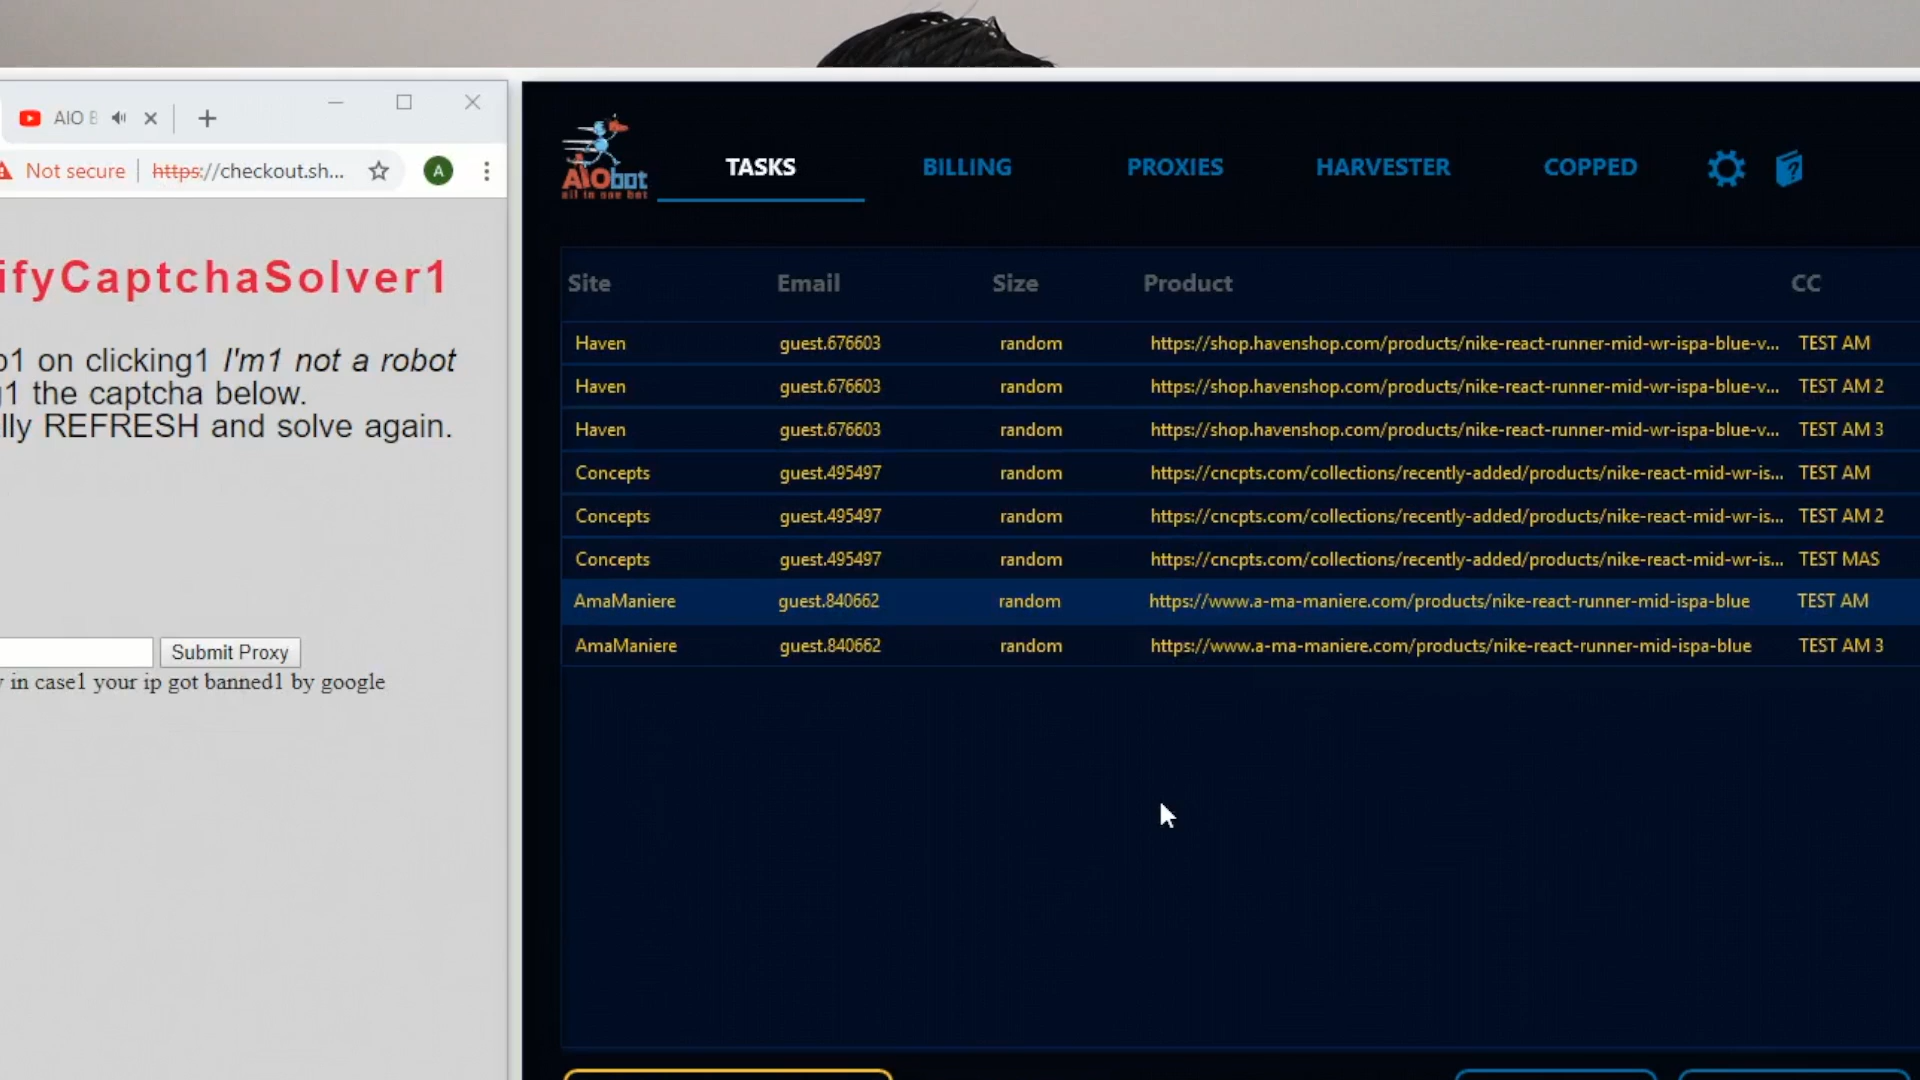 AIO B
Not secure | https://checkout.sh...
A
ifyCaptchaSolver1
on clicking1 I'm1 not a robot
the captcha below.
lly REFRESH and solve again.
Submit Proxy
in case1 your ip got banned1 by google
AIObot
all in one bot
TASKS BILLING PROXIES HARVESTER COPPED
Site Email Size Product CC
Haven guest.676603 random https://shop.havenshop.com/products/nike-react-runner-mid-wr-ispa-blue-v... TEST AM
Haven guest.676603 random https://shop.havenshop.com/products/nike-react-runner-mid-wr-ispa-blue-v... TEST AM 2
Haven guest.676603 random https://shop.havenshop.com/products/nike-react-runner-mid-wr-ispa-blue-v... TEST AM 3
Concepts guest.495497 random https://cncpts.com/collections/recently-added/products/nike-react-mid-wr-is... TEST AM
Concepts guest.495497 random https://cncpts.com/collections/recently-added/products/nike-react-mid-wr-is... TEST AM 2
Concepts guest.495497 random https://cncpts.com/collections/recently-added/products/nike-react-mid-wr-is... TEST MAS
AmaManiere guest.840662 random https://www.a-ma-maniere.com/products/nike-react-runner-mid-ispa-blue TEST AM
AmaManiere guest.840662 random https://www.a-ma-maniere.com/products/nike-react-runner-mid-ispa-blue TEST AM 3